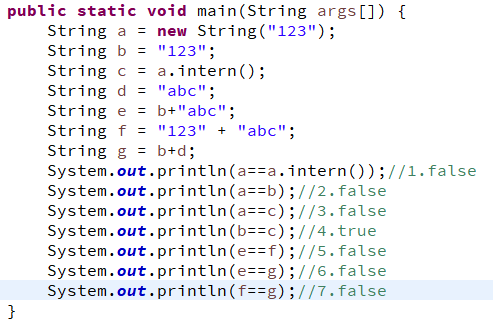 public static void main(String args[]) {
String a = new String("123");
String b = "123";
String c = a.intern();
String d = "abc";
String e = b+"abc";
String f = "123" + "abc";
String g = b+d;
System.out.println(a==a.intern());//1.false
System.out.println(a==b);//2.false
System.out.println(a==c);//3.false
System.out.println(b==c);//4.true
System.out.println(e==f);//5.false
System.out.println(e==g);//6.false
System.out.println(f==g);//7.false
}